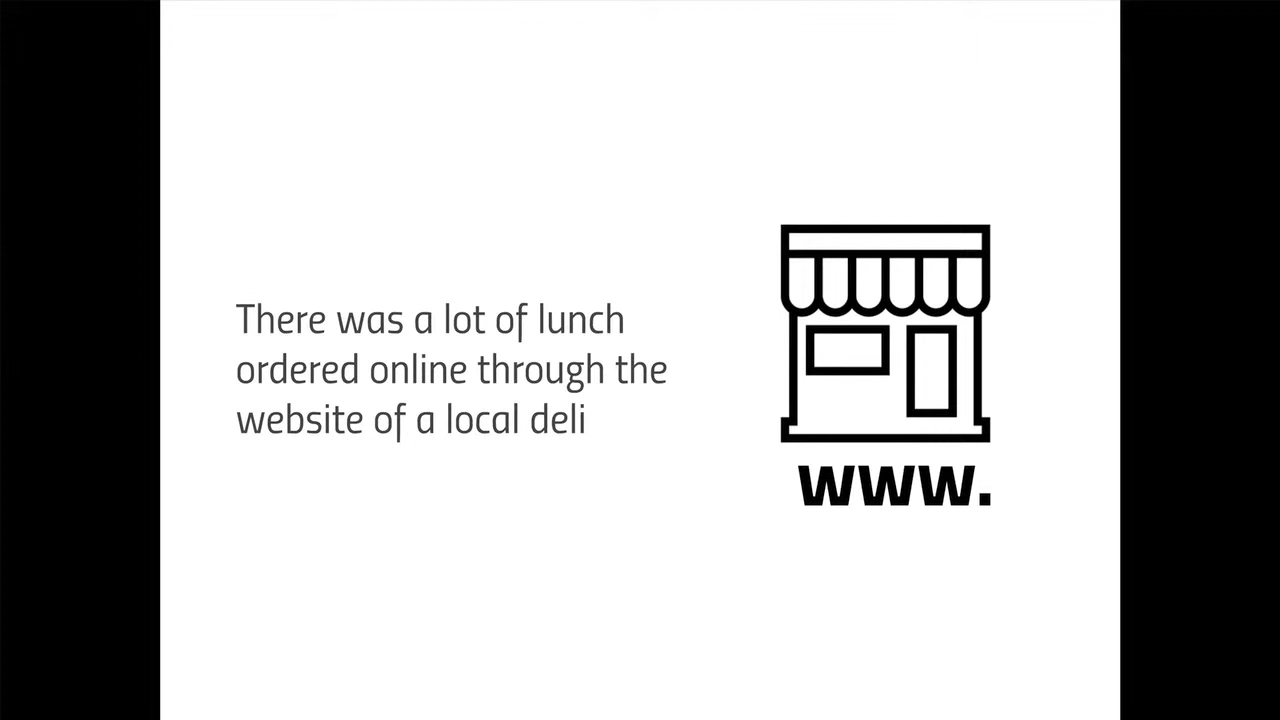 There was a lot of lunch
ordered online through the
website of a local deli
www.